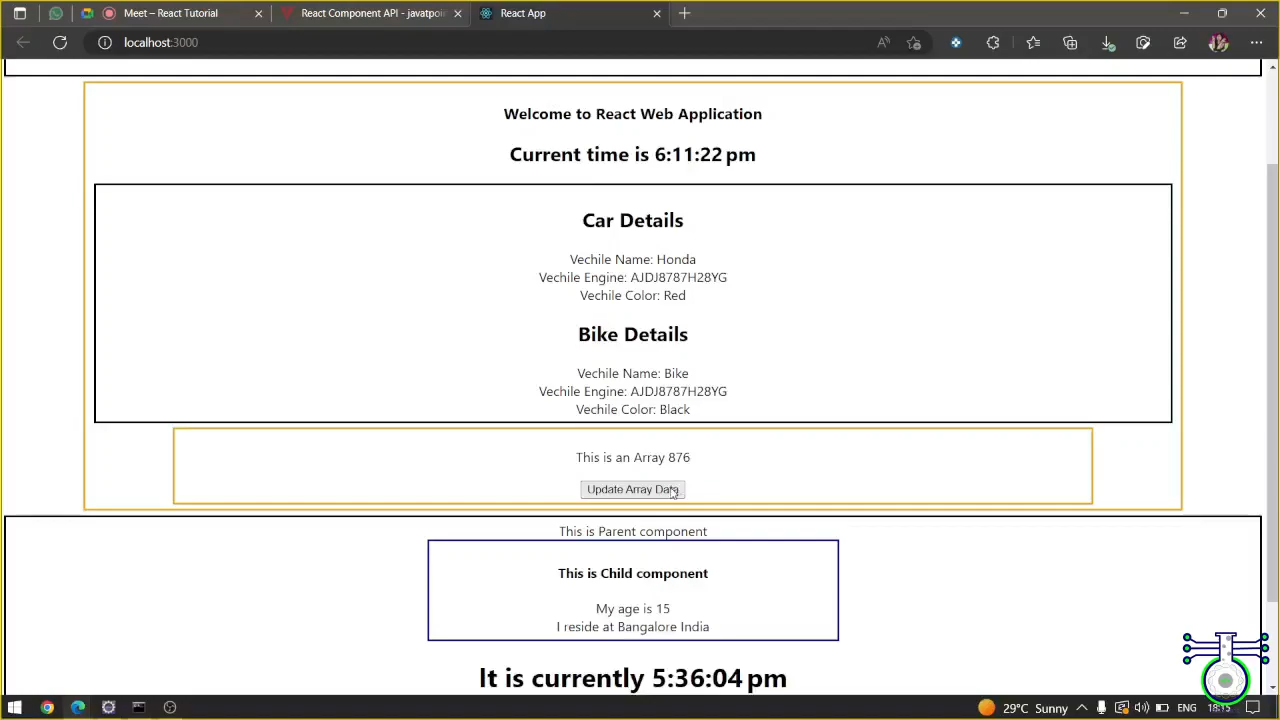 Meet – React Tutorial
React Component API - javatpoin
React App
localhost:3000
Welcome to React Web Application
Current time is 6:11:22 pm
Car Details
Vechile Name: Honda
Vechile Engine: AJDJ8787H28YG
Vechile Color: Red
Bike Details
Vechile Name: Bike
Vechile Engine: AJDJ8787H28YG
Vechile Color: Black
This is an Array 876
Update Array Data
This is Parent component
This is Child component
My age is 15
I reside at Bangalore India
It is currently 5:36:04 pm
29°C Sunny
ENG
18:15